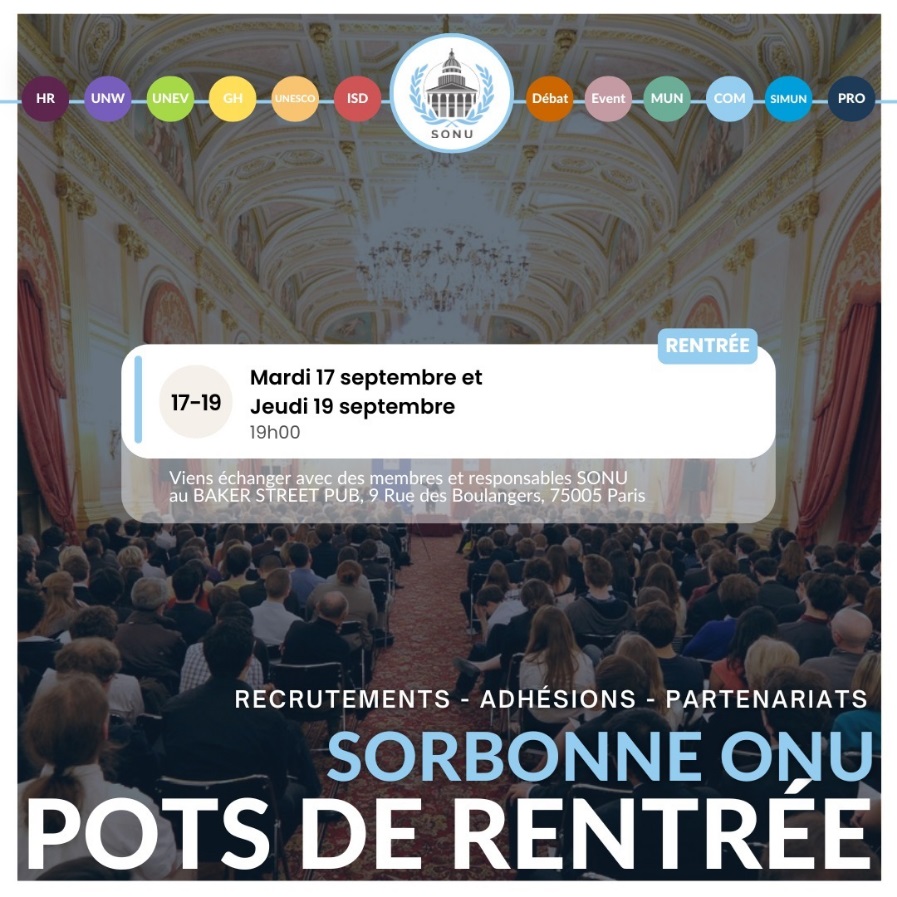 HR UNW UNEV GH UNESCO ISD SONU Débat Event MUN COM SIMUN PRO
RENTRÉE
17-19
Mardi 17 septembre et
Jeudi 19 septembre
19h00
Viens échanger avec des membres et responsables SONU
au BAKER STREET PUB, 9 Rue des Boulangers, 75005 Paris
RECRUTEMENTS - ADHÉSIONS - PARTENARIATS
SORBONNE ONU
POTS DE RENTRÉE